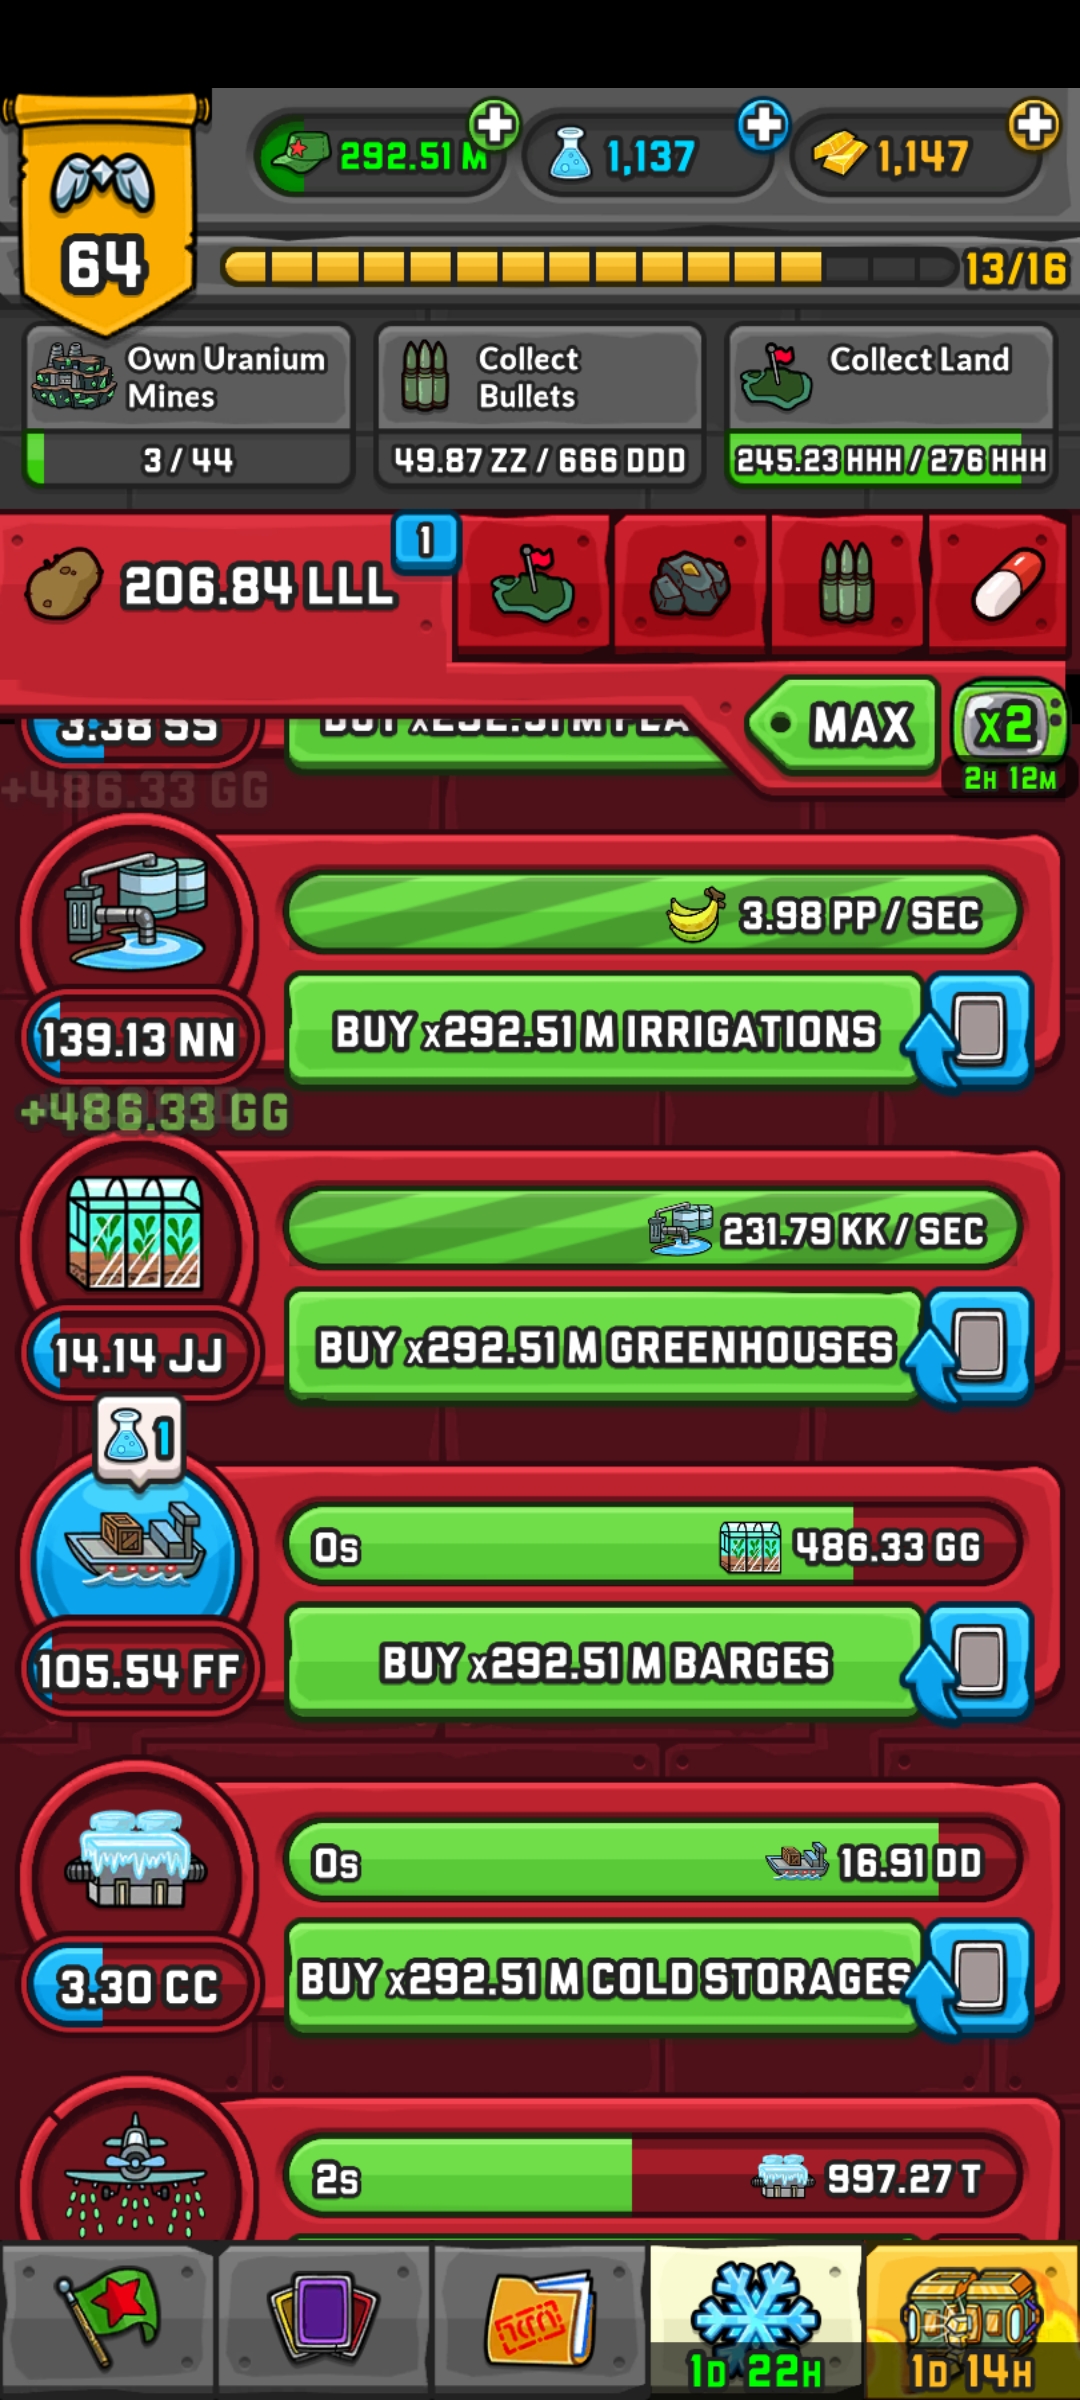 292.51 M
1,137
1,147
64
13/16
Own Uranium
Mines
3 / 44
Collect
Bullets
49.87 ZZ / 666 DDD
Collect Land
245.23 HHH / 276 HHH
206.84 LLL
1
MAX
x2
2H 12M
3.38 SS
+486.33 GG
3.98 PP / SEC
139.13 NN
BUY x292.51 M IRRIGATIONS
+486.33 GG
231.79 KK / SEC
14.14 JJ
BUY x292.51 M GREENHOUSES
1
0s
486.33 GG
105.54 FF
BUY x292.51 M BARGES
0s
16.91 DD
3.30 CC
BUY x292.51 M COLD STORAGES
2s
997.27 T
1D 22H
1D 14H